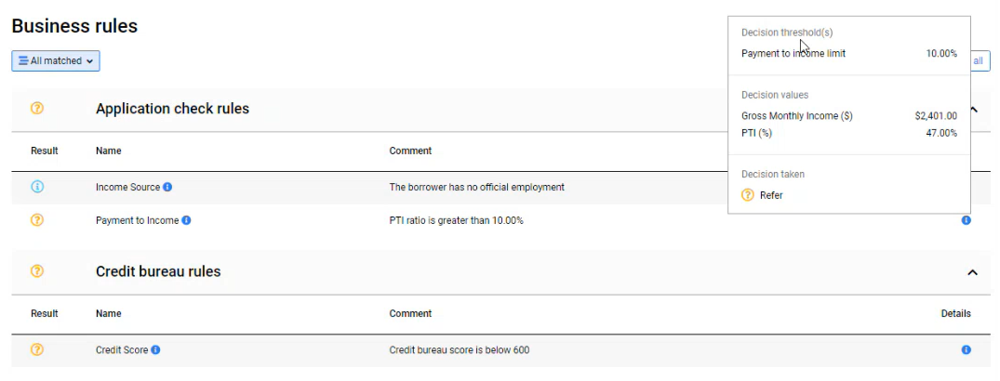 Business rules
All matched
all
Decision threshold(s)
Payment to income limit 10.00%
Decision values
Gross Monthly Income ($) $2,401.00
PTI (%) 47.00%
Decision taken
Refer
Application check rules
Result Name Comment
Income Source The borrower has no official employment
Payment to Income PTI ratio is greater than 10.00%
Credit bureau rules
Result Name Comment Details
Credit Score Credit bureau score is below 600